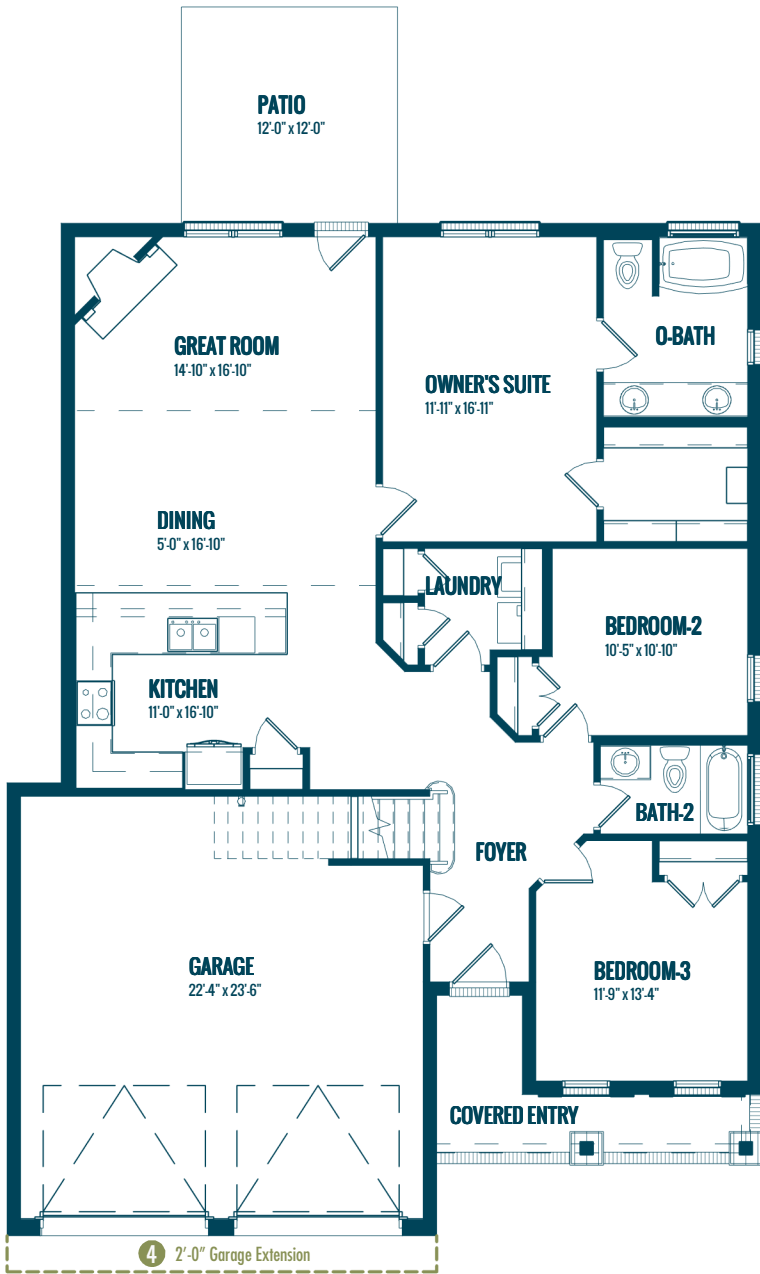 PATIO
12'-0" x 12'-0"
GREAT ROOM
14'-10" x 16'-10"
O-BATH
OWNER'S SUITE
11'-11" x 16'-11"
DINING
5'-0" x 16'-10"
LAUNDRY
BEDROOM-2
10'-5" x 10'-10"
KITCHEN
11'-0" x 16'-10"
BATH-2
FOYER
GARAGE
22'-4" x 23'-6"
BEDROOM-3
11'-9" x 13'-4"
COVERED ENTRY
4 2'-0" Garage Extension